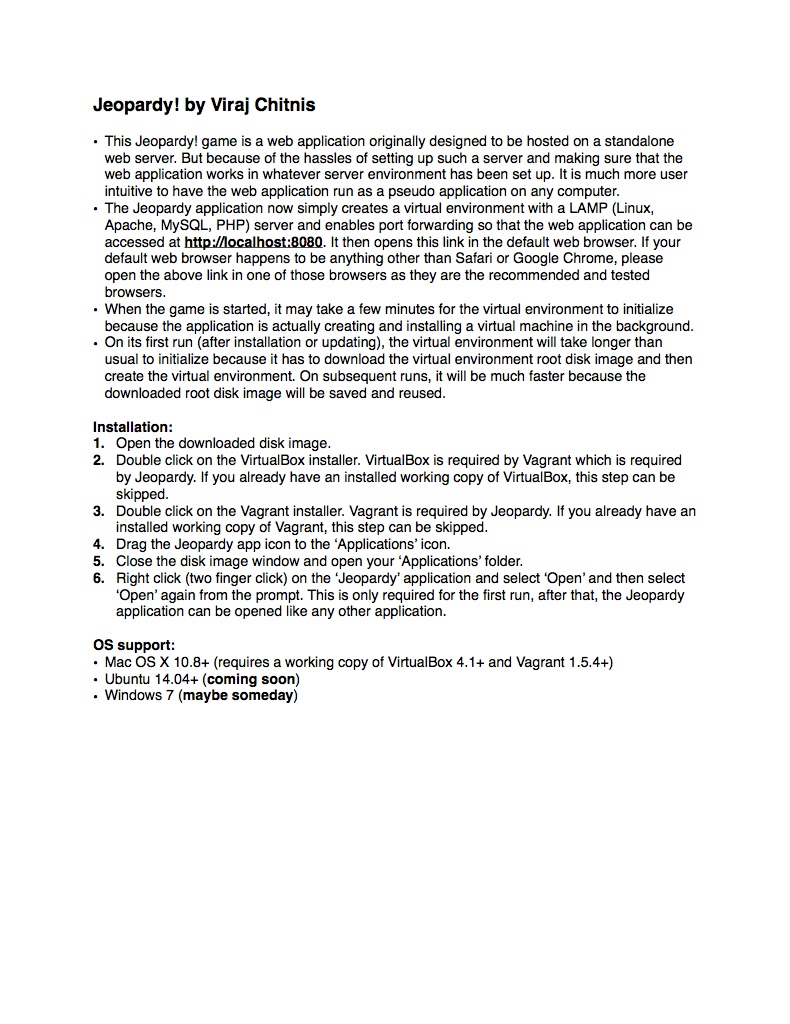 Jeopardy! by Viraj Chitnis
• This Jeopardy! game is a web application originally designed to be hosted on a standalone
web server. But because of the hassles of setting up such a server and making sure that the
web application works in whatever server environment has been set up. It is much more user
intuitive to have the web application run as a pseudo application on any computer.
• The Jeopardy application now simply creates a virtual environment with a LAMP (Linux,
Apache, MySQL, PHP) server and enables port forwarding so that the web application can be
accessed at http://localhost:8080. It then opens this link in the default web browser. If your
default web browser happens to be anything other than Safari or Google Chrome, please
open the above link in one of those browsers as they are the recommended and tested
browsers.
• When the game is started, it may take a few minutes for the virtual environment to initialize
because the application is actually creating and installing a virtual machine in the background.
• On its first run (after installation or updating), the virtual environment will take longer than
usual to initialize because it has to download the virtual environment root disk image and then
create the virtual environment. On subsequent runs, it will be much faster because the
downloaded root disk image will be saved and reused.
Installation:
1. Open the downloaded disk image.
2. Double click on the VirtualBox installer. VirtualBox is required by Vagrant which is required
by Jeopardy. If you already have an installed working copy of VirtualBox, this step can be
skipped.
3. Double click on the Vagrant installer. Vagrant is required by Jeopardy. If you already have an
installed working copy of Vagrant, this step can be skipped.
4. Drag the Jeopardy app icon to the ‘Applications’ icon.
5. Close the disk image window and open your ‘Applications’ folder.
6. Right click (two finger click) on the ‘Jeopardy’ application and select ‘Open’ and then select
‘Open’ again from the prompt. This is only required for the first run, after that, the Jeopardy
application can be opened like any other application.
OS support:
• Mac OS X 10.8+ (requires a working copy of VirtualBox 4.1+ and Vagrant 1.5.4+)
• Ubuntu 14.04+ (coming soon)
• Windows 7 (maybe someday)